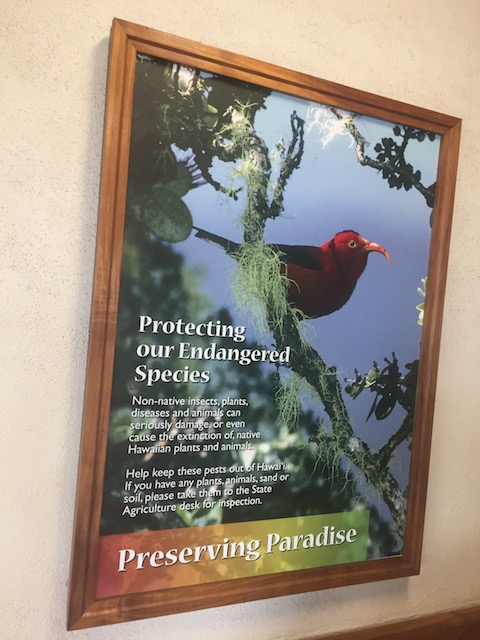 Protecting
our Endangered
Species
Non-native insects, plants,
diseases and animals can
seriously damage, or even
cause the extinction of, native
Hawaiian plants and animals.
Help keep these pests out of Hawai'i.
If you have any plants, animals, sand or
soil, please take them to the State
Agriculture desk for inspection.
Preserving Paradise